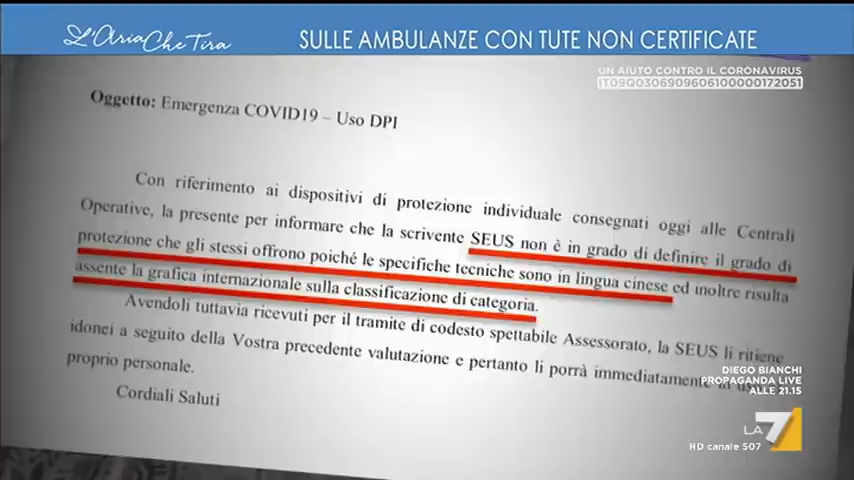 L'Aria Che Tira
SULLE AMBULANZE CON TUTE NON CERTIFICATE
UN AIUTO CONTRO IL CORONAVIRUS
IT09Q0306909606100000172051
Oggetto: Emergenza COVID19 – Uso DPI
Con riferimento ai dispositivi di protezione individuale consegnati oggi alle Centrali
Operative, la presente per informare che la scrivente SEUS non è in grado di definire il grado di
protezione che gli stessi offrono poiché le specifiche tecniche sono in lingua cinese ed inoltre risulta
assente la grafica internazionale sulla classificazione di categoria.
Avendoli tuttavia ricevuti per il tramite di codesto spettabile Assessorato, la SEUS li ritiene
idonei a seguito della Vostra precedente valutazione e pertanto li porrà immediatamente
proprio personale.
Cordiali Saluti
DIEGO BIANCHI
PROPAGANDA LIVE
ALLE 21.15
LA7
HD canale 507